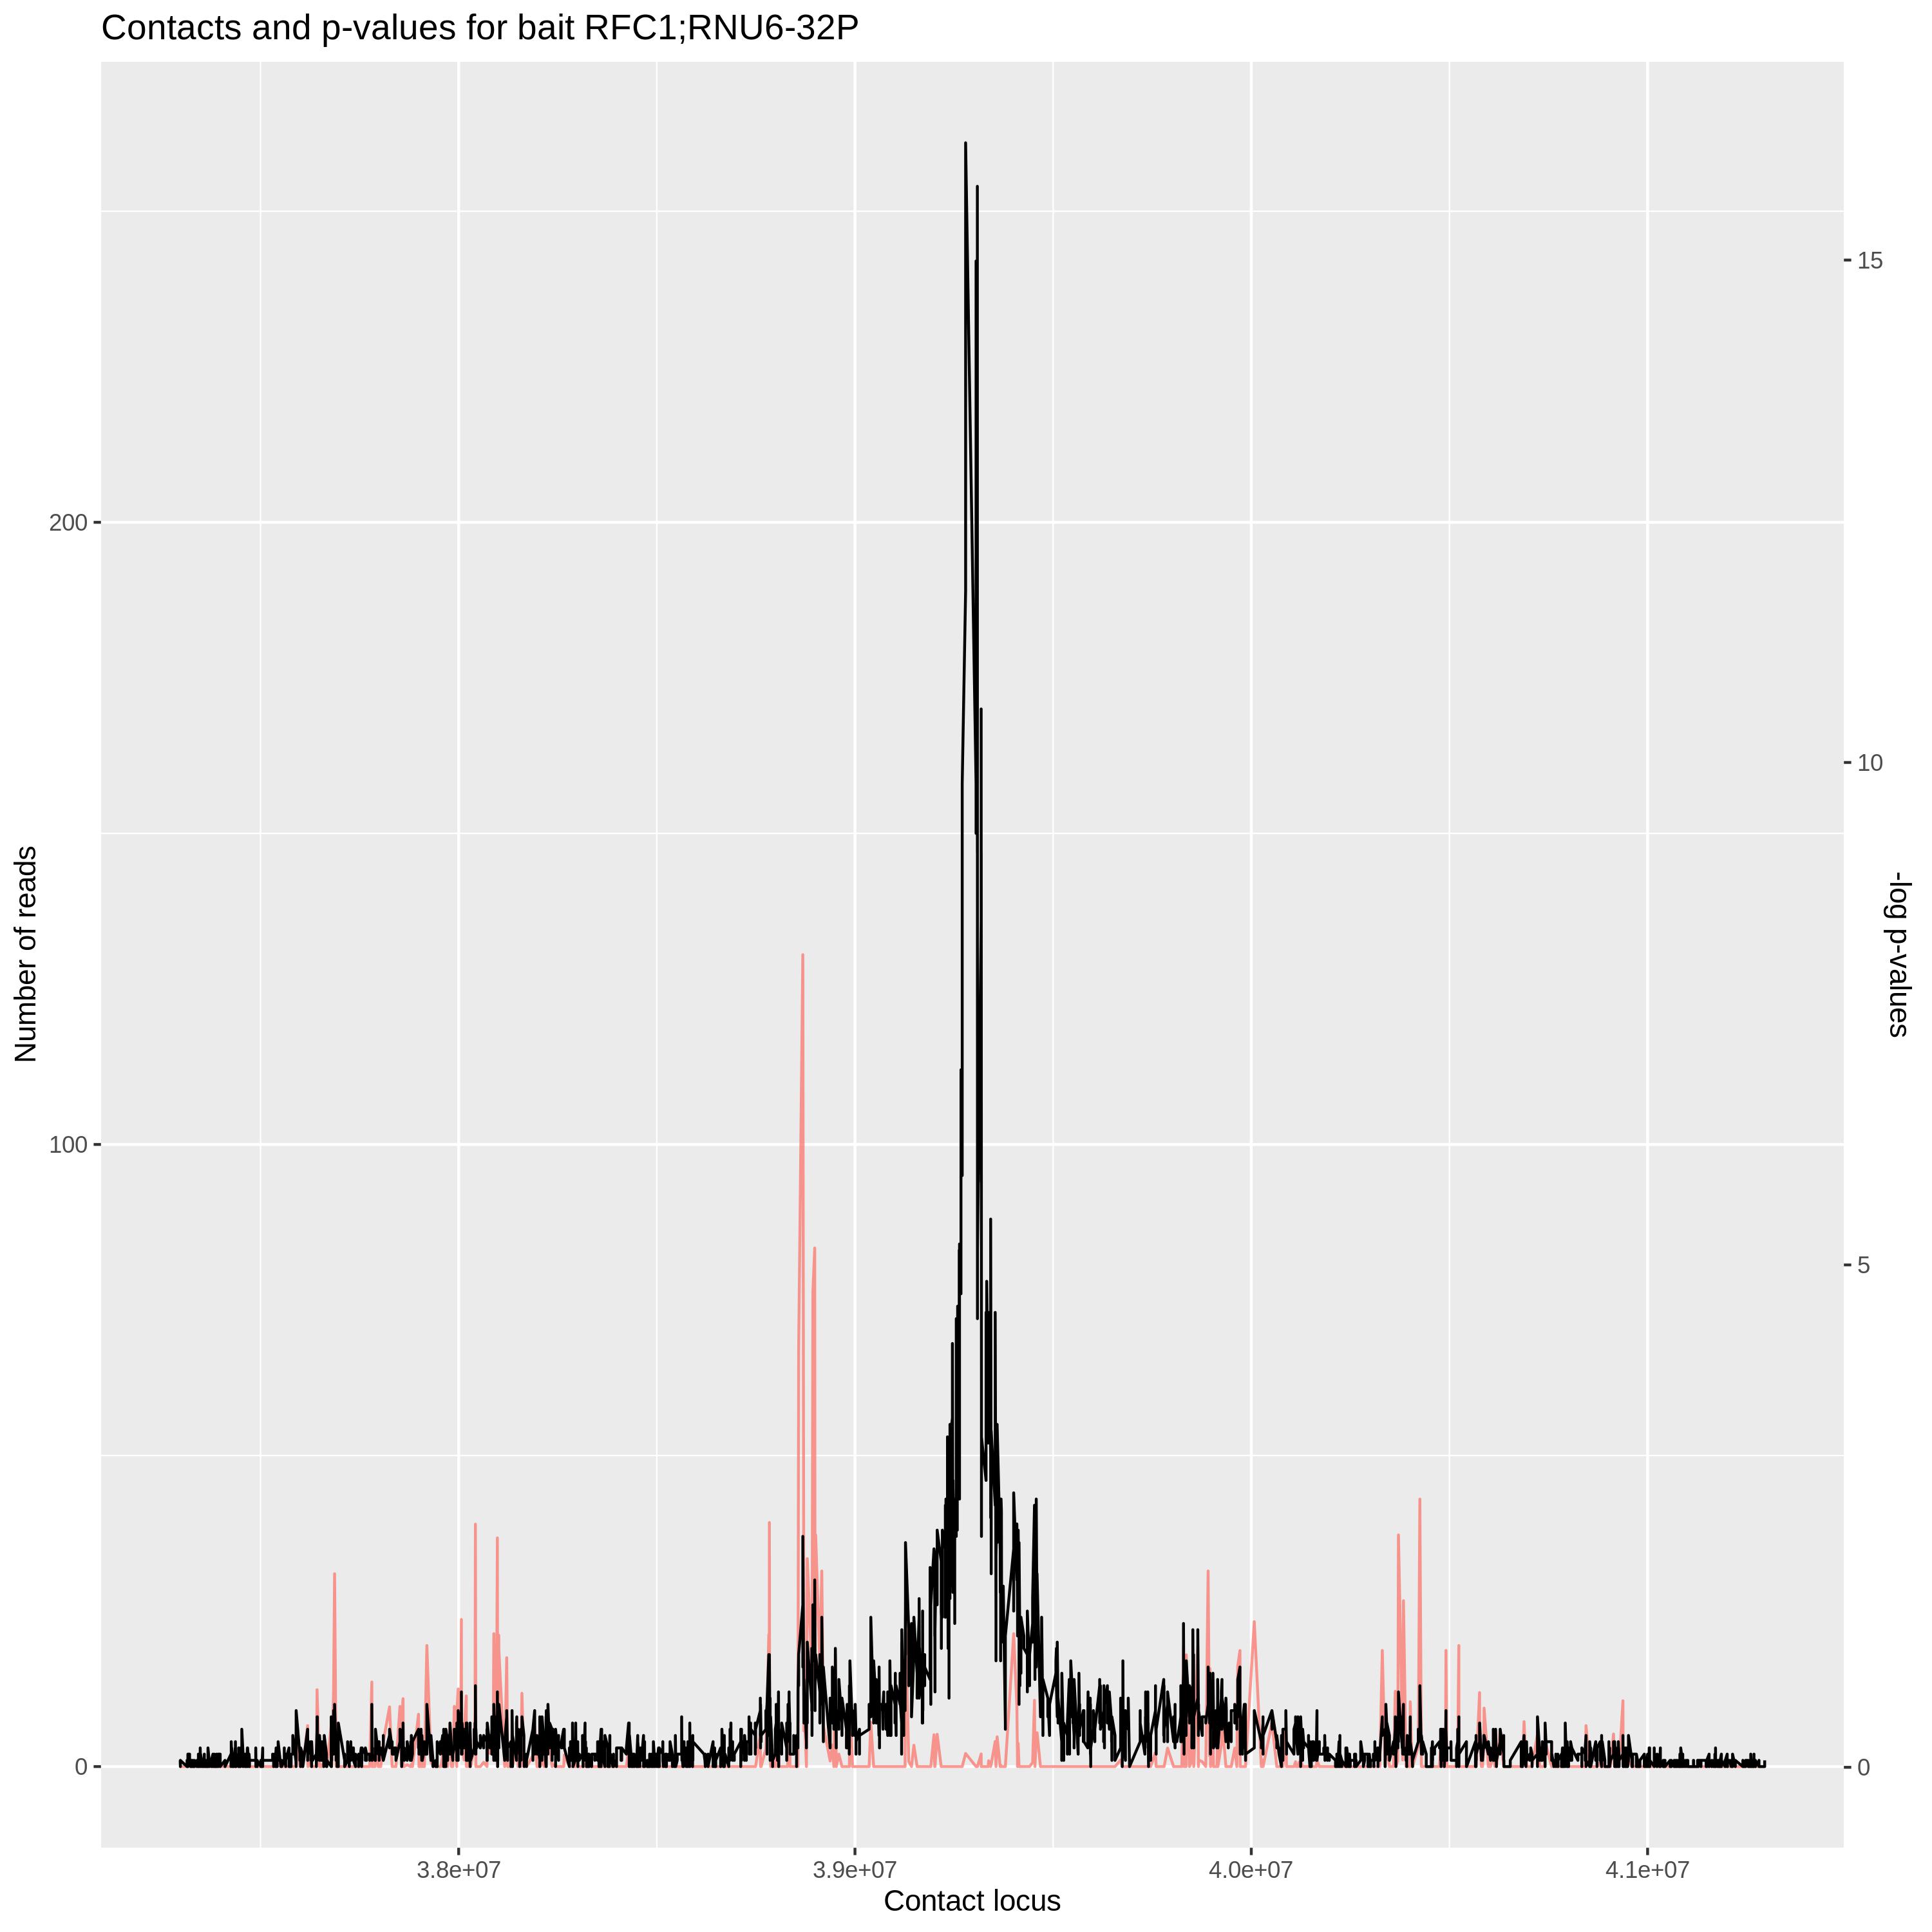 Contacts and p-values for bait RFC1;RNU6-32P
Number of reads
200
100
0
15
10
5
0
-log p-values
3.8e+07
3.9e+07
4.0e+07
4.1e+07
Contact locus